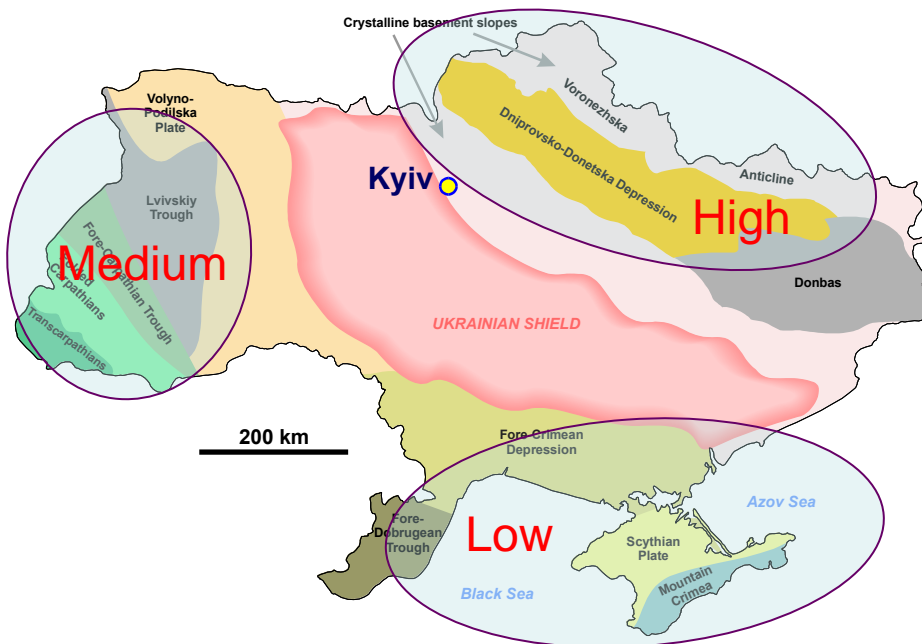 Crystalline basement slopes
Volyno-
Podilska
Plate
Voronezhska
Dniprovsko-Donetska Depression
Anticline
Kyiv
Lvivskiy
Trough
High
Fore-Carpathian Trough
Medium
Folded
Carpathians
Donbas
Transcarpathians
UKRAINIAN SHIELD
200 km
Fore-Crimean
Depression
Azov Sea
Fore-
Dobrugean
Trough
Low
Scythian
Plate
Mountain
Crimea
Black Sea